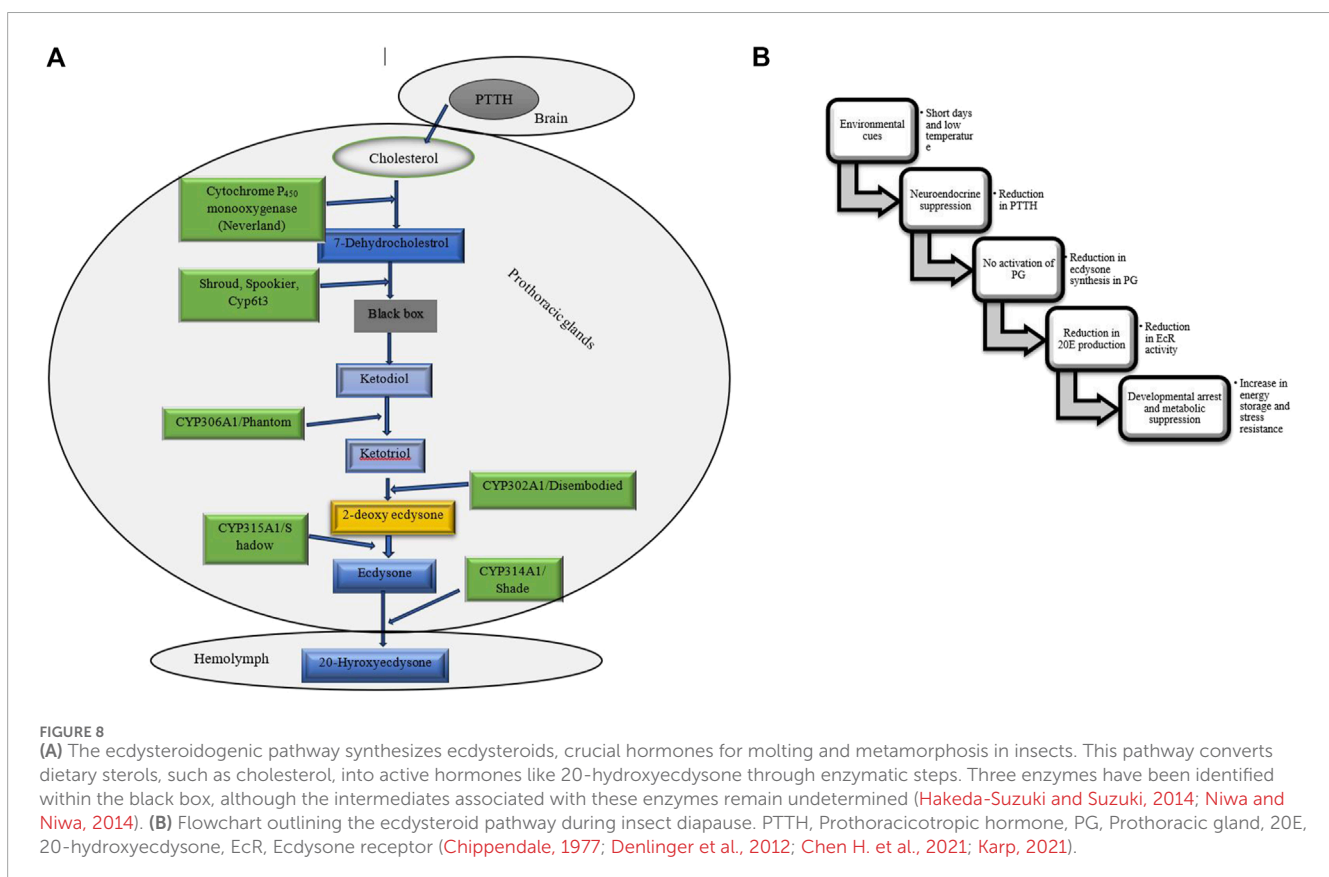 A
PTTH
Brain
Cholesterol
Cytochrome P₄₅₀
monooxygenase
(Neverland)
7-Dehydrocholestrol
Shroud, Spookier,
Cyp6t3
Prothoracic glands
Black box
Ketodiol
CYP306A1/Phantom
Ketotriol
CYP302A1/Disembodied
2-deoxy ecdysone
CYP315A1/S
hadow
Ecdysone
CYP314A1/
Shade
Hemolymph
20-Hyroxyecdysone
B
Environmental
cues
• Short days
and low
temperatur
e
Neuroendocrine
suppression
• Reduction
in PTTH
No activation of
PG
• Reduction in
ecdysone
synthesis in PG
Reduction in
20E production
• Reduction
in EcR
activity
Developmental arrest
and metabolic
suppression
• Increase in
energy
storage and
stress
resistance
FIGURE 8
(A) The ecdysteroidogenic pathway synthesizes ecdysteroids, crucial hormones for molting and metamorphosis in insects. This pathway converts
dietary sterols, such as cholesterol, into active hormones like 20-hydroxyecdysone through enzymatic steps. Three enzymes have been identified
within the black box, although the intermediates associated with these enzymes remain undetermined (Hakeda-Suzuki and Suzuki, 2014; Niwa and
Niwa, 2014). (B) Flowchart outlining the ecdysteroid pathway during insect diapause. PTTH, Prothoracicotropic hormone, PG, Prothoracic gland, 20E,
20-hydroxyecdysone, EcR, Ecdysone receptor (Chippendale, 1977; Denlinger et al., 2012; Chen H. et al., 2021; Karp, 2021).